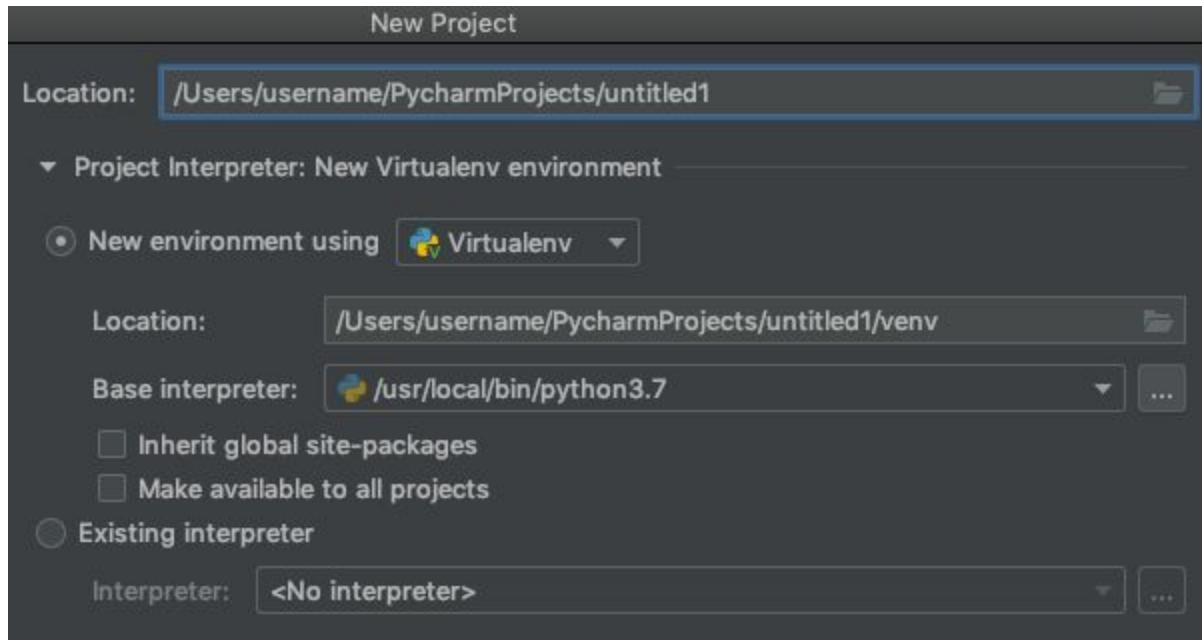 New Project
Location: /Users/username/PycharmProjects/untitled1
Project Interpreter: New Virtualenv environment
New environment using Virtualenv
Location: /Users/username/PycharmProjects/untitled1/venv
Base interpreter: /usr/local/bin/python3.7 ...
Inherit global site-packages
Make available to all projects
Existing interpreter
Interpreter: <No interpreter> ...